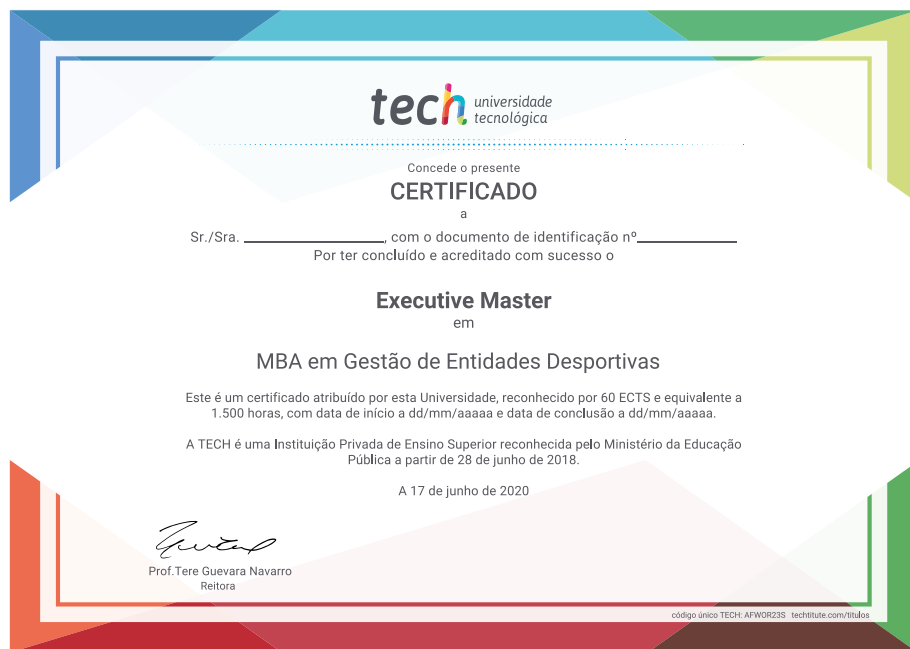 tech universidade
tecnológica
Concede o presente
CERTIFICADO
a
Sr./Sra. ______________, com o documento de identificação nº__________
Por ter concluído e acreditado com sucesso o
Executive Master
em
MBA em Gestão de Entidades Desportivas
Este é um certificado atribuído por esta Universidade, reconhecido por 60 ECTS e equivalente a
1.500 horas, com data de início a dd/mm/aaaaa e data de conclusão a dd/mm/aaaaa.
A TECH é uma Instituição Privada de Ensino Superior reconhecida pelo Ministério da Educação
Pública a partir de 28 de junho de 2018.
A 17 de junho de 2020
Prof.Tere Guevara Navarro
Reitora
código único TECH: AFWOR23S techtitute.com/titulos